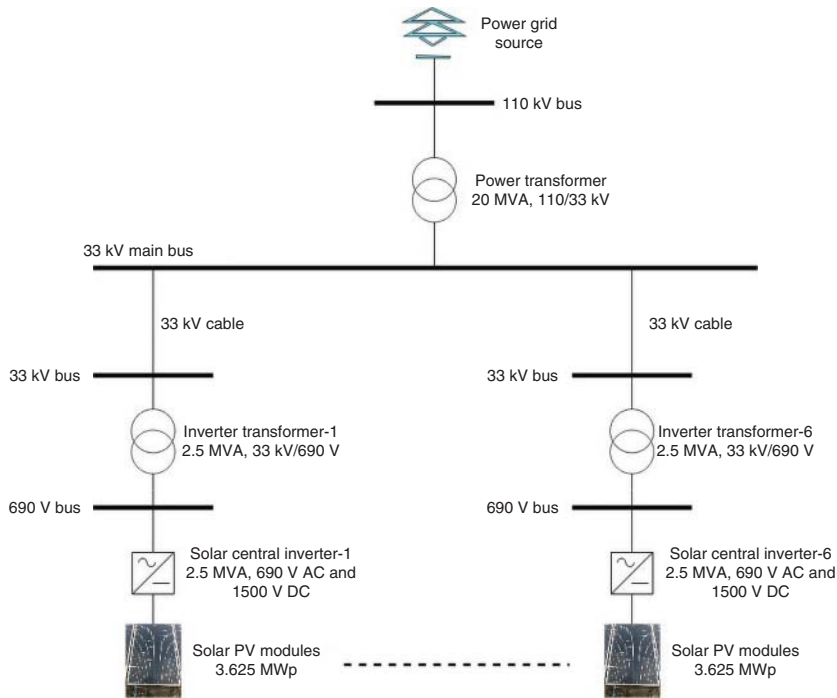 Power grid
source
110 kV bus
Power transformer
20 MVA, 110/33 kV
33 kV main bus
33 kV cable
33 kV cable
33 kV bus
33 kV bus
Inverter transformer-1
2.5 MVA, 33 kV/690 V
Inverter transformer-6
2.5 MVA, 33 kV/690 V
690 V bus
690 V bus
Solar central inverter-1
2.5 MVA, 690 V AC and
1500 V DC
Solar central inverter-6
2.5 MVA, 690 V AC and
1500 V DC
Solar PV modules
3.625 MWp
Solar PV modules
3.625 MWp